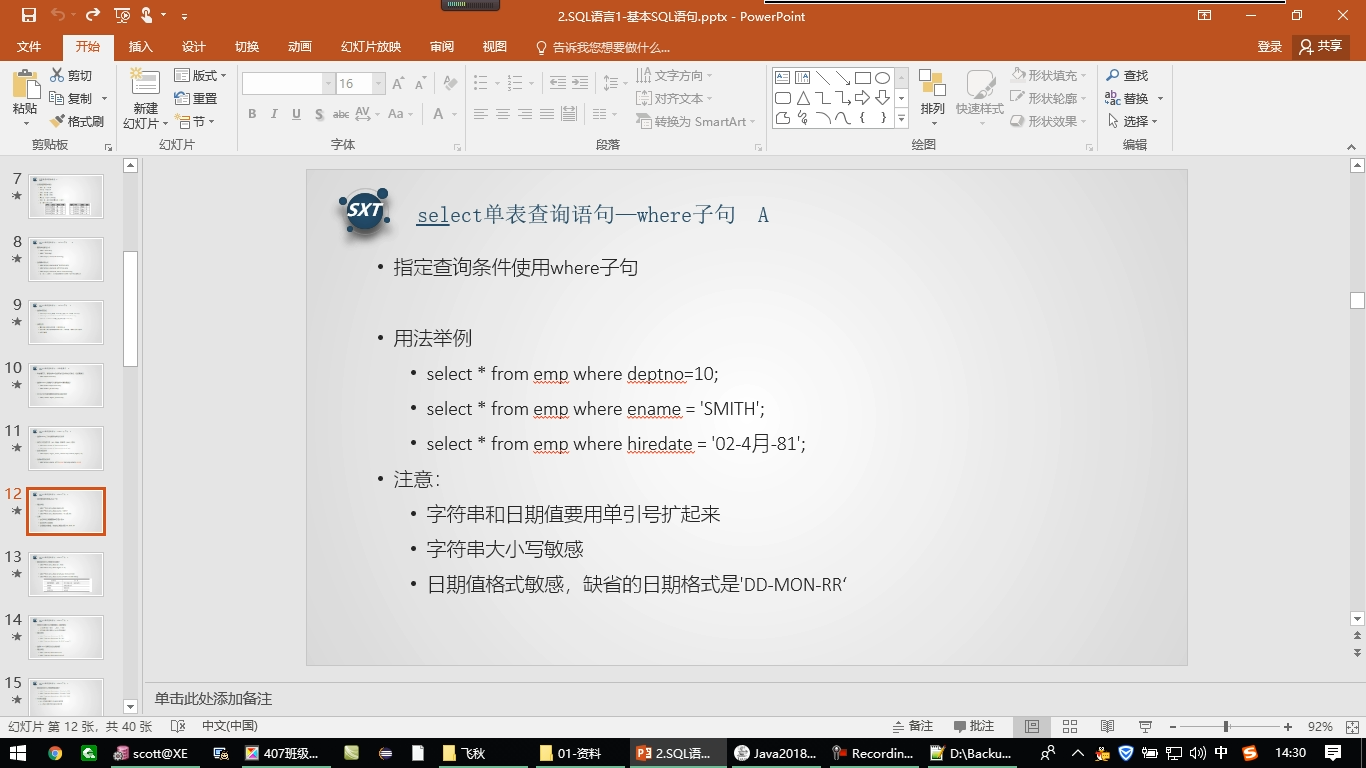 2.SQL语言1-基本SQL语句.pptx - PowerPoint
文件 开始 插入 设计 切换 动画 幻灯片放映 审阅 视图 告诉我您想要做什么... 登录 共享
粘贴 剪切 复制 格式刷 剪贴板
新建 幻灯片 版式 重置 节 幻灯片
16
B I U S abc AV Aa A 字体
文字方向 对齐文本 转换为 SmartArt 段落
排列 快速样式 形状填充 形状轮廓 形状效果 绘图
查找 替换 选择 编辑
7
8
9
10
11
12
13
14
15
SXT
select单表查询语句—where子句 A
• 指定查询条件使用where子句
• 用法举例
• select * from emp where deptno=10;
• select * from emp where ename = 'SMITH';
• select * from emp where hiredate = '02-4月-81';
• 注意：
• 字符串和日期值要用单引号扩起来
• 字符串大小写敏感
• 日期值格式敏感，缺省的日期格式是'DD-MON-RR‘
单击此处添加备注
幻灯片 第 12 张，共 40 张 中文(中国) 备注 批注 92%
scott@XE 407班级... 飞秋 01-资料 2.SQL语... Java2018... Recordin... D:\Backu... 中 14:30